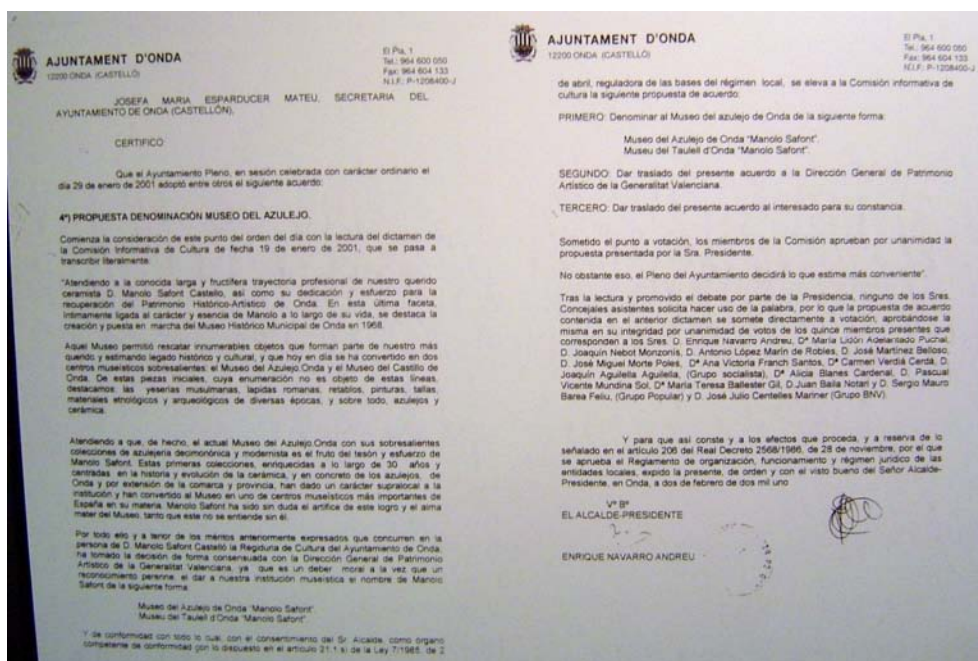 AJUNTAMENT D'ONDA
12200 ONDA (CASTELLÓ)
El Pla, 1
Tel.: 964 600 050
Fax: 964 604 133
N.I.F.: P-1208400-J
JOSEFA MARIA ESPARDUCER MATEU, SECRETARIA DEL
AYUNTAMIENTO DE ONDA (CASTELLÓN),
CERTIFICO:
Que el Ayuntamiento Pleno, en sesión celebrada con carácter ordinario el
día 29 de enero de 2001 adoptó entre otros el siguiente acuerdo:
4º) PROPUESTA DENOMINACIÓN MUSEO DEL AZULEJO.
Comienza la consideración de este punto del orden del día con la lectura del dictamen de
la Comisión Informativa de Cultura de fecha 19 de enero de 2001, que se pasa a
transcribir literalmente:
"Atendiendo a la conocida larga y fructífera trayectoria profesional de nuestro querido
ceramista D. Manolo Safont Castello, así como su dedicación y esfuerzo para la
recuperación del Patrimonio Histórico-Artístico de Onda. En esta última faceta,
íntimamente ligada al carácter y esencia de Manolo a lo largo de su vida, se destaca la
creación y puesta en marcha del Museo Histórico Municipal de Onda en 1968.
Aquel Museo permitió rescatar innumerables objetos que forman parte de nuestro más
querido y estimando legado histórico y cultural, y que hoy en día se ha convertido en dos
centros museísticos sobresalientes: el Museo del Azulejo.Onda y el Museo del Castillo de
Onda. De estas piezas iniciales, cuya enumeración no es objeto de estas líneas,
destacamos: las yeserías musulmanas, lapidas romanas, retablos, pinturas, tallas,
materiales etnológicos y arqueológicos de diversas épocas, y sobre todo, azulejos y
cerámica.
Atendiendo a que, de hecho, el actual Museo del Azulejo.Onda con sus sobresalientes
colecciones de azulejería decimonónica y modernista es el fruto del tesón y esfuerzo de
Manolo Safont. Estas primeras colecciones, enriquecidas a lo largo de 30 años y
centradas en la historia y evolución de la cerámica, y en concreto de los azulejos, de
Onda y por extensión de la comarca y provincia, han dado un carácter supralocal a la
institución y han convertido al Museo en uno de centros museísticos más importantes de
España en su materia. Manolo Safont ha sido sin duda el artífice de este logro y el alma
mater del Museo, tanto que este no se entiende sin él.
Por todo ello y a tenor de los méritos anteriormente expresados que concurren en la
persona de D. Manolo Safont Castelló la Regiduria de Cultura del Ayuntamiento de Onda,
ha tomado la decisión de forma consensuada con la Dirección General de Patrimonio
Artístico de la Generalitat Valenciana, ya que es un deber moral a la vez que un
reconocimiento perenne, el dar a nuestra institución museística el nombre de Manolo
Safont de la siguiente forma:
Museo del Azulejo de Onda "Manolo Safont".
Museu del Taulell d'Onda "Manolo Safont".
Y de conformidad con todo lo cual, con el consentimiento del Sr. Alcalde, como órgano
competente de conformidad con lo dispuesto en el artículo 21.1 s) de la Ley 7/1985, de 2
AJUNTAMENT D'ONDA
12200 ONDA (CASTELLÓ)
El Pla, 1
Tel.: 964 600 050
Fax: 964 604 133
N.I.F.: P-1208400-J
de abril, reguladora de las bases del régimen local, se eleva a la Comisión informativa de
cultura la siguiente propuesta de acuerdo:
PRIMERO: Denominar al Museo del azulejo de Onda de la siguiente forma:
Museo del Azulejo de Onda "Manolo Safont".
Museu del Taulell d'Onda "Manolo Safont".
SEGUNDO: Dar traslado del presente acuerdo a la Dirección General de Patrimonio
Artístico de la Generalitat Valenciana.
TERCERO: Dar traslado del presente acuerdo al interesado para su constancia.
Sometido el punto a votación, los miembros de la Comisión aprueban por unanimidad la
propuesta presentada por la Sra. Presidente.
No obstante eso, el Pleno del Ayuntamiento decidirá lo que estime más conveniente".
Tras la lectura y promovido el debate por parte de la Presidencia, ninguno de los Sres.
Concejales asistentes solicita hacer uso de la palabra, por lo que la propuesta de acuerdo
contenida en el anterior dictamen se somete directamente a votación, aprobándose la
misma en su integridad por unanimidad de votos de los quince miembros presentes que
corresponden a los Sres. D. Enrique Navarro Andreu, Dª María Lidón Adelantado Puchal,
D. Joaquín Nebot Monzonís, D. Antonio López Marín de Robles, D. José Martínez Belloso,
D. José Miguel Morte Poles, Dª Ana Victoria Franch Santos, Dª Carmen Verdiá Cerdá, D.
Joaquín Aguilella Aguilella, (Grupo socialista), Dª Alicia Blanes Cardenal, D. Pascual
Vicente Mundina Sol, Dª María Teresa Ballester Gil, D.Juan Baila Notari y D. Sergio Mauro
Barea Feliu, (Grupo Popular) y D. José Julio Centelles Mariner (Grupo BNV).
Y para que así conste y a los efectos que proceda, y a reserva de lo
señalado en el artículo 206 del Real Decreto 2568/1986, de 28 de noviembre, por el que
se aprueba el Reglamento de organización, funcionamiento y régimen jurídico de las
entidades locales, expido la presente, de orden y con el visto bueno del Señor Alcalde-
Presidente, en Onda, a dos de febrero de dos mil uno
Vº Bº
EL ALCALDE-PRESIDENTE
ENRIQUE NAVARRO ANDREU